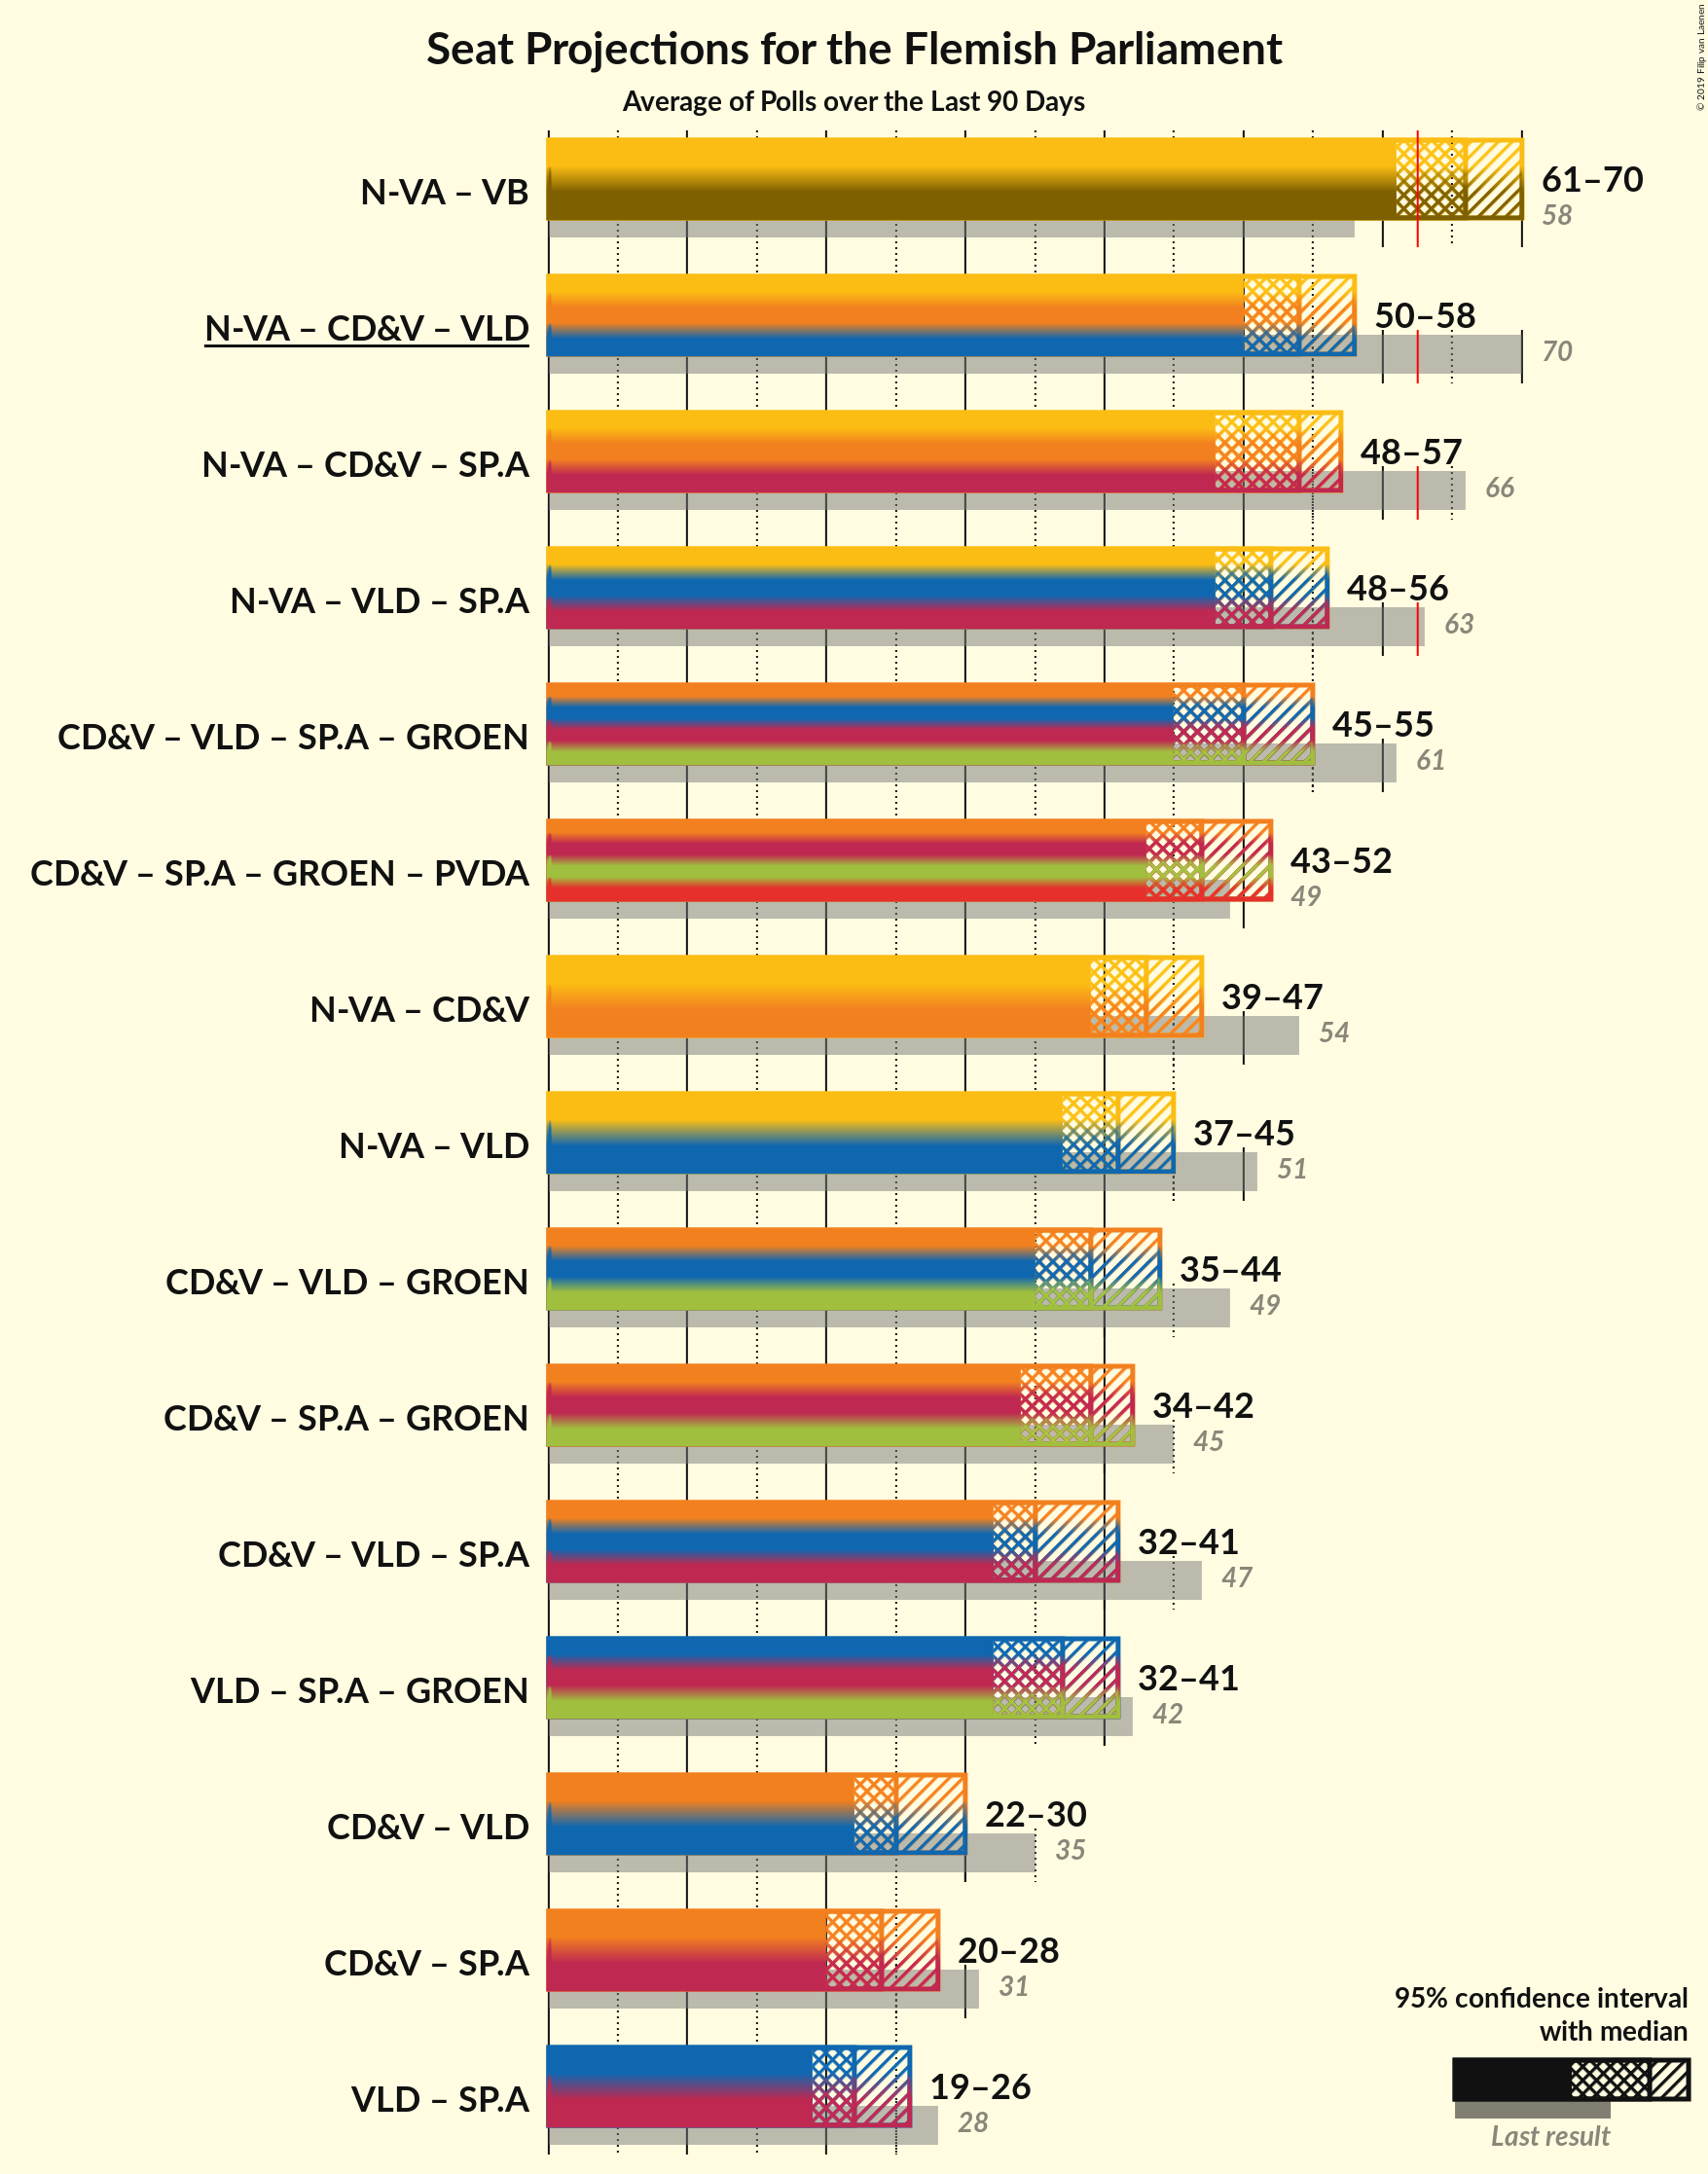 Seat Projections for the Flemish Parliament
Average of Polls over the Last 90 Days
© 2019 Filip van Laenen
N-VA – VB
61–70
58
N-VA – CD&V – VLD
50–58
70
N-VA – CD&V – SP.A
48–57
66
N-VA – VLD – SP.A
48–56
63
CD&V – VLD – SP.A – GROEN
45–55
61
CD&V – SP.A – GROEN – PVDA
43–52
49
N-VA – CD&V
39–47
54
N-VA – VLD
37–45
51
CD&V – VLD – GROEN
35–44
49
CD&V – SP.A – GROEN
34–42
45
CD&V – VLD – SP.A
32–41
47
VLD – SP.A – GROEN
32–41
42
CD&V – VLD
22–30
35
CD&V – SP.A
20–28
31
VLD – SP.A
19–26
28
95% confidence interval
with median
Last result